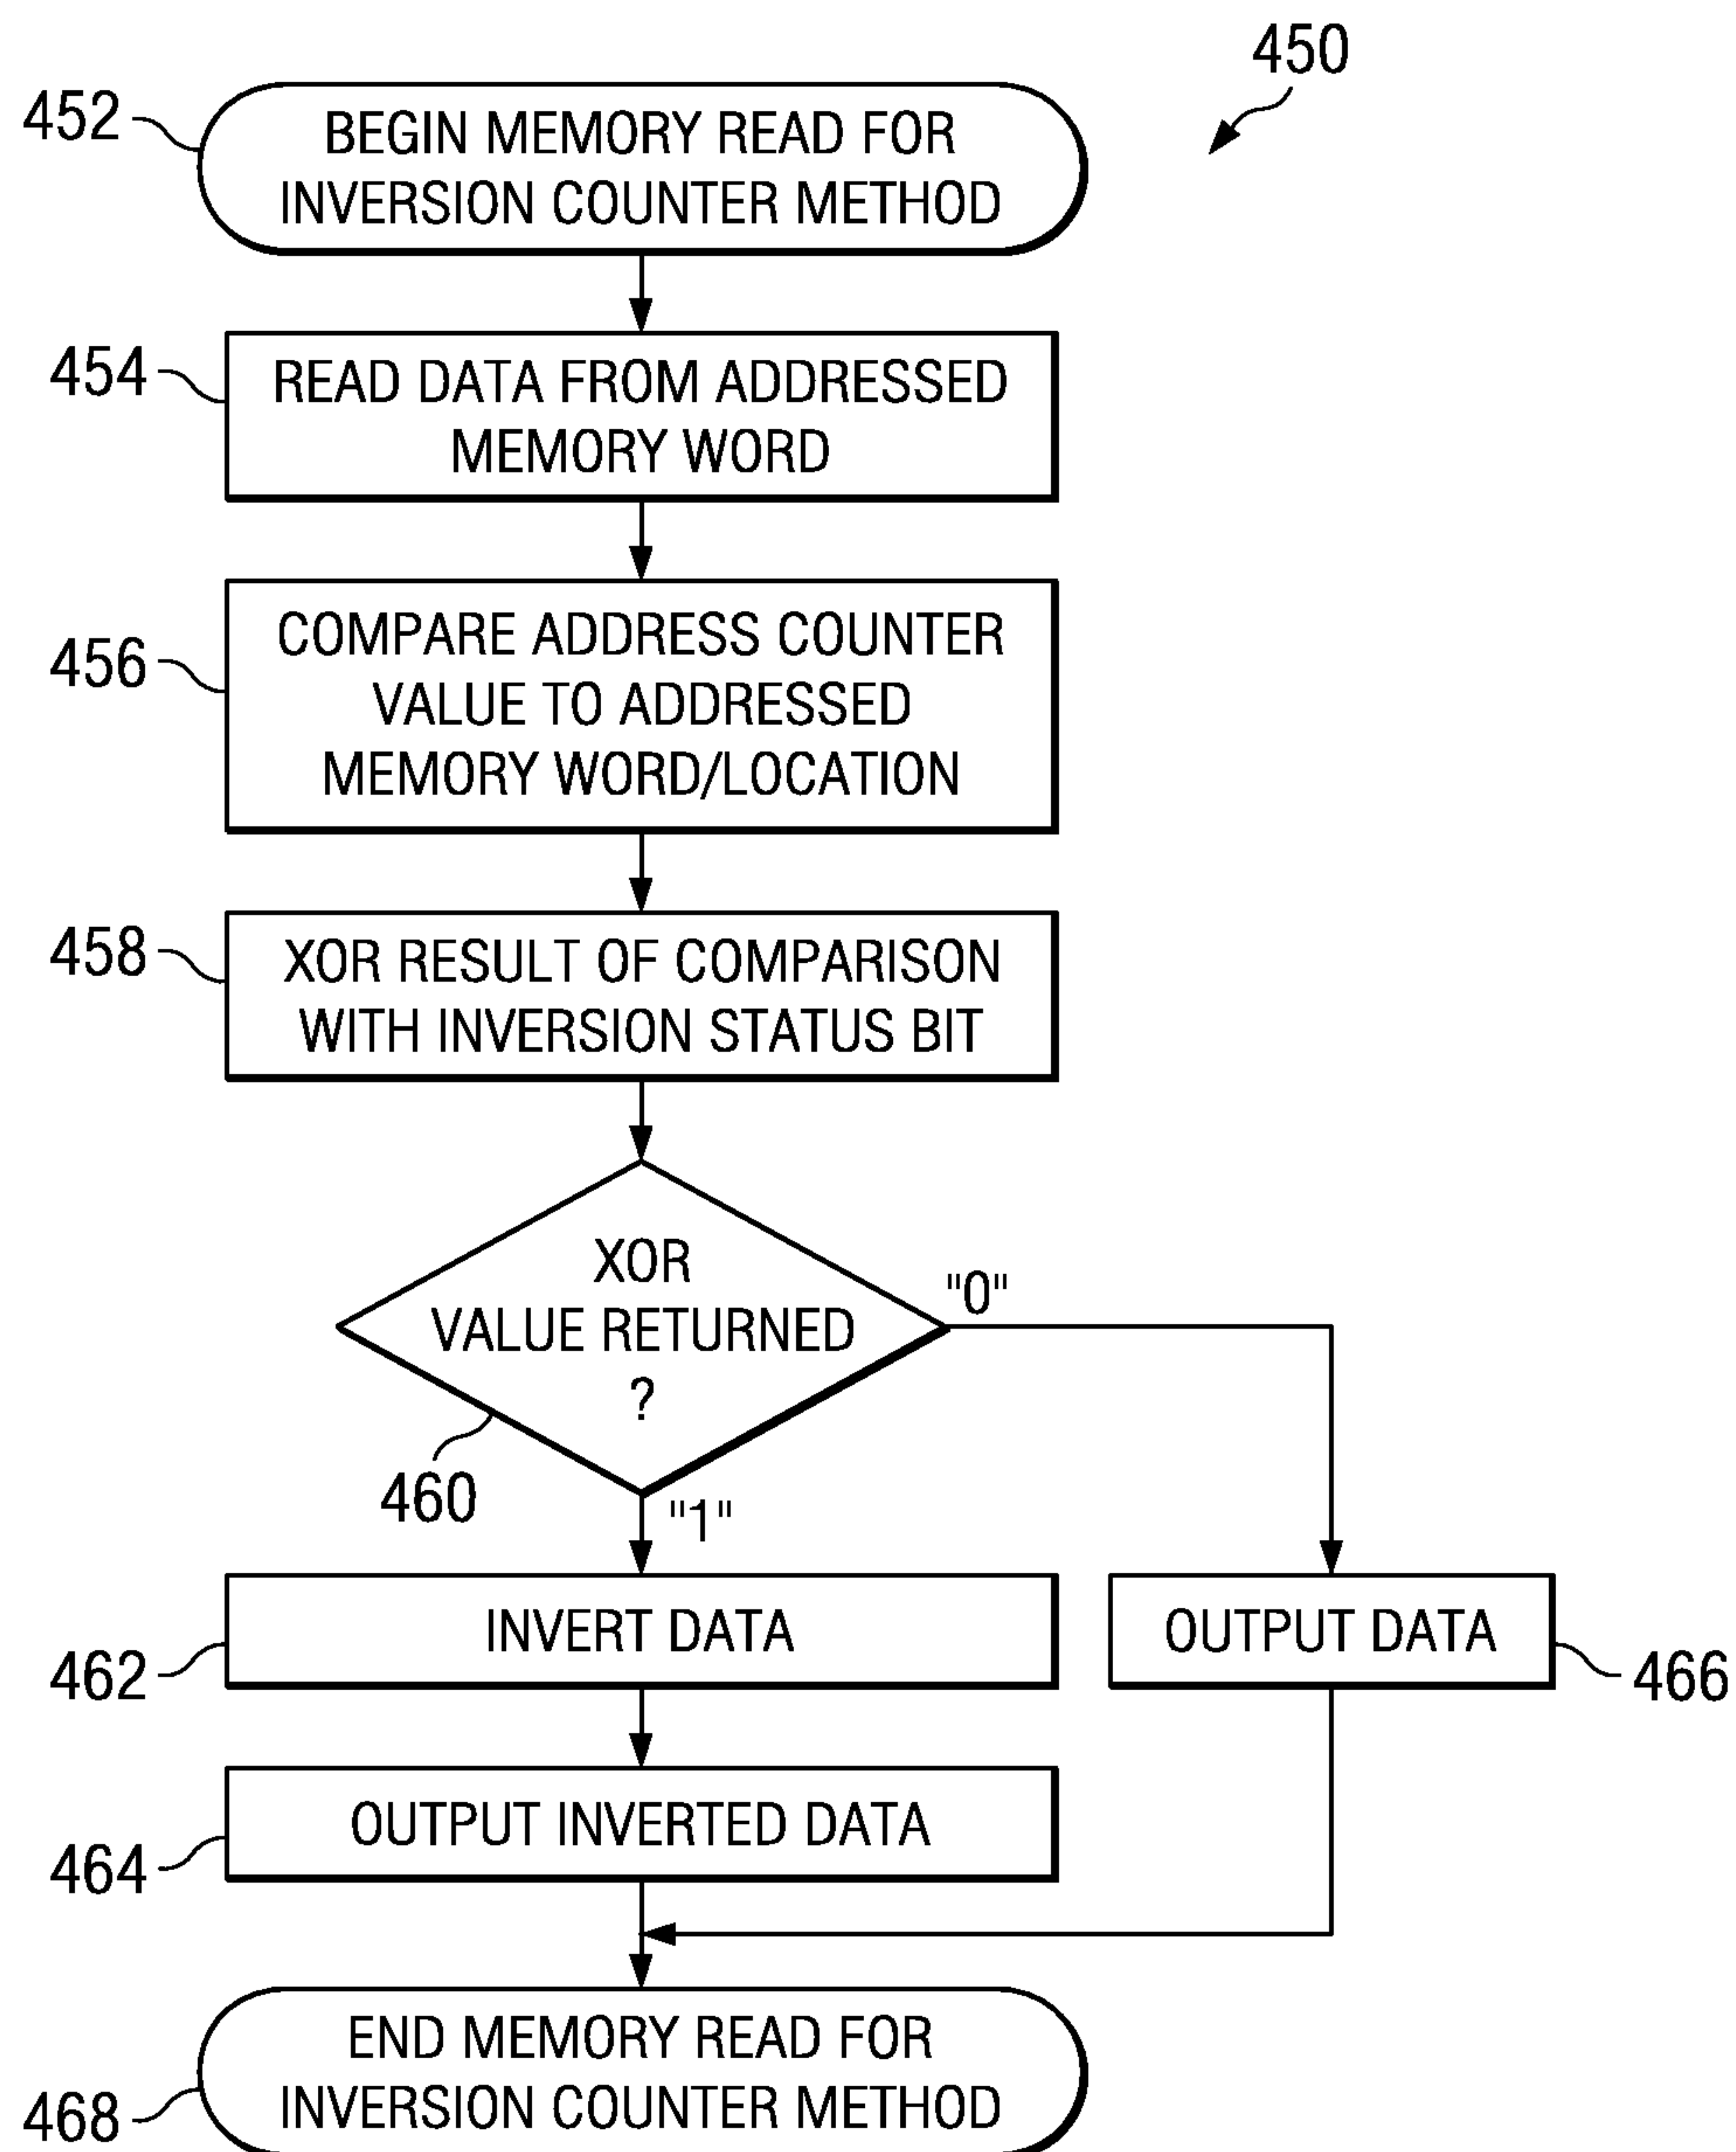 450
452
BEGIN MEMORY READ FOR
INVERSION COUNTER METHOD
454
READ DATA FROM ADDRESSED
MEMORY WORD
456
COMPARE ADDRESS COUNTER
VALUE TO ADDRESSED
MEMORY WORD/LOCATION
458
XOR RESULT OF COMPARISON
WITH INVERSION STATUS BIT
XOR
VALUE RETURNED
?
"0"
460
"1"
INVERT DATA
462
OUTPUT DATA
466
OUTPUT INVERTED DATA
464
END MEMORY READ FOR
INVERSION COUNTER METHOD
468